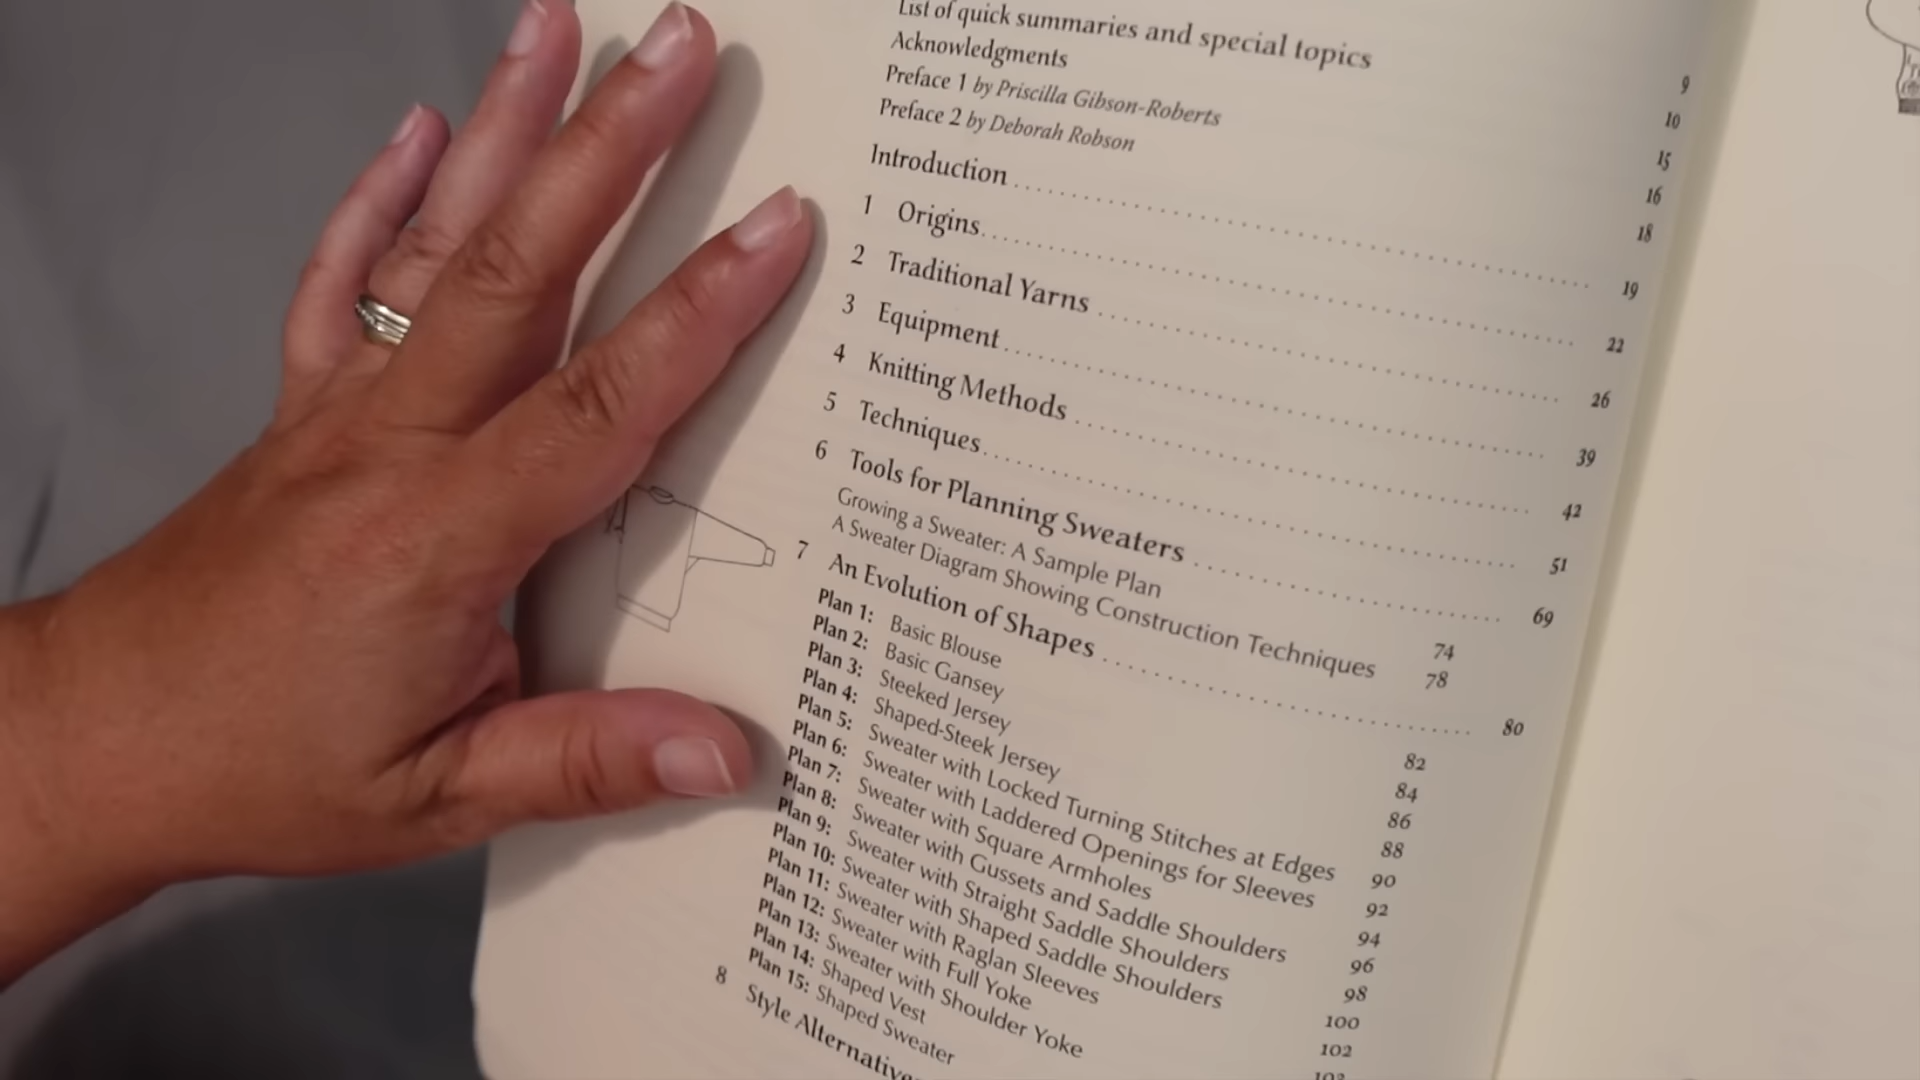 9
List of quick summaries and special topics 10
Acknowledgments 15
Preface 1 by Priscilla Gibson-Roberts 16
Preface 2 by Deborah Robson 18
Introduction 19
1 Origins 22
2 Traditional Yarns 26
3 Equipment 39
4 Knitting Methods 42
5 Techniques 51
6 Tools for Planning Sweaters 69
Growing a Sweater: A Sample Plan 74
A Sweater Diagram Showing Construction Techniques 78
7 An Evolution of Shapes 80
Plan 1: Basic Blouse 82
Plan 2: Basic Gansey 84
Plan 3: Steeked Jersey 86
Plan 4: Shaped-Steek Jersey 88
Plan 5: Sweater with Locked Turning Stitches at Edges 90
Plan 6: Sweater with Laddered Openings for Sleeves 92
Plan 7: Sweater with Square Armholes 94
Plan 8: Sweater with Gussets and Saddle Shoulders 96
Plan 9: Sweater with Straight Saddle Shoulders 98
Plan 10: Sweater with Shaped Saddle Shoulders 100
Plan 11: Sweater with Raglan Sleeves 102
Plan 12: Sweater with Full Yoke
Plan 13: Sweater with Shoulder Yoke
Plan 14: Shaped Vest
Plan 15: Shaped Sweater
8 Style